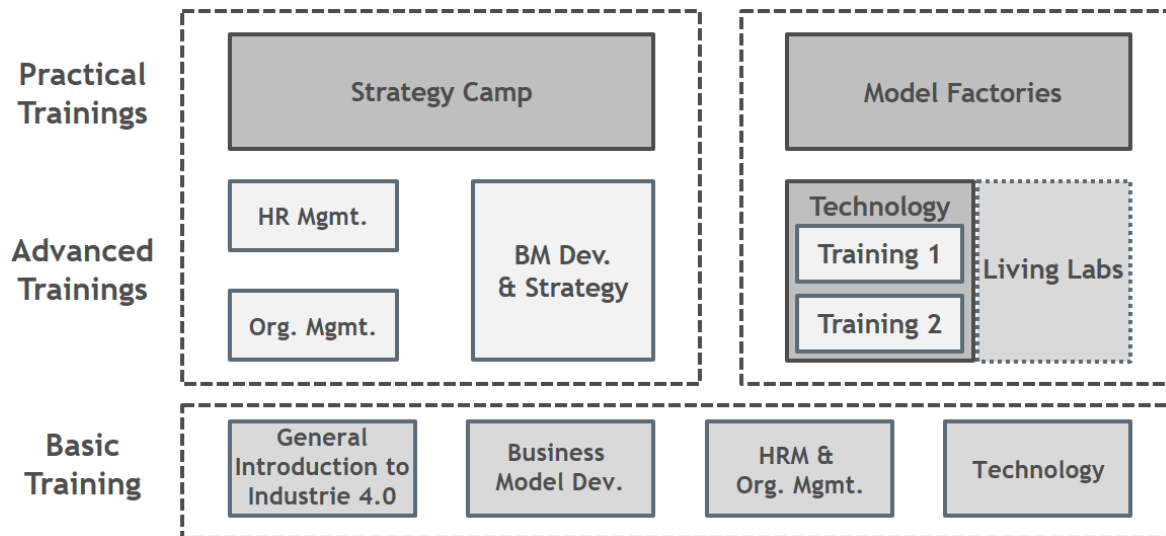 Practical
Trainings
Strategy Camp
Model Factories
Advanced
Trainings
HR Mgmt.
Org. Mgmt.
BM Dev.
& Strategy
Technology
Training 1
Training 2
Living Labs
Basic
Training
General
Introduction to
Industrie 4.0
Business
Model Dev.
HRM &
Org. Mgmt.
Technology